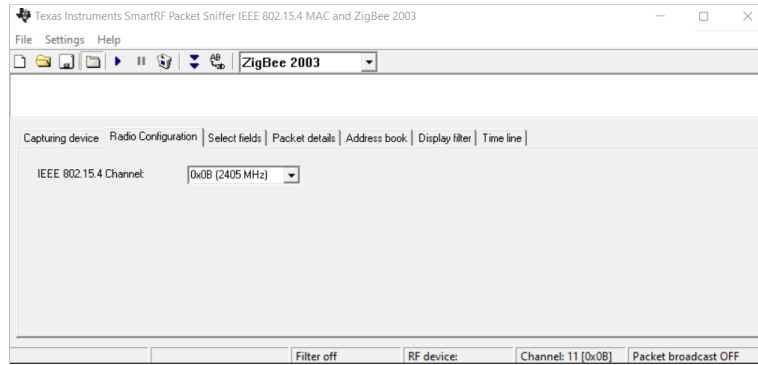 Texas Instruments SmartRF Packet Sniffer IEEE 802.15.4 MAC and ZigBee 2003
File Settings Help
ZigBee 2003
Capturing device Radio Configuration Select fields Packet details Address book Display filter Time line
IEEE 802.15.4 Channel: 0x0B (2405 MHz)
Filter off RF device: Channel: 11 [0x0B] Packet broadcast OFF